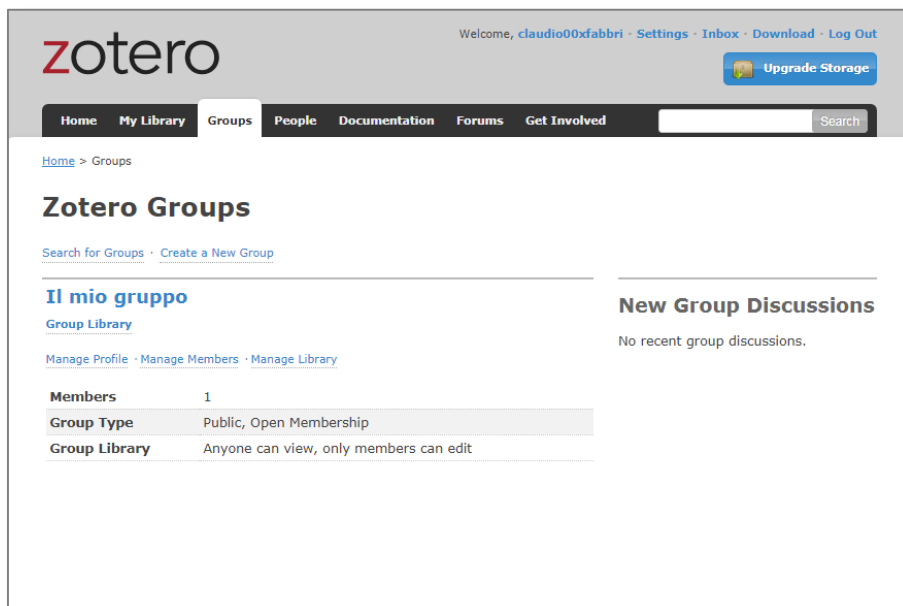 zotero
Welcome, claudio00xfabbri · Settings · Inbox · Download · Log Out
Upgrade Storage
Home My Library Groups People Documentation Forums Get Involved Search
Home > Groups
Zotero Groups
Search for Groups · Create a New Group
Il mio gruppo
Group Library
Manage Profile · Manage Members · Manage Library
Members 1
Group Type Public, Open Membership
Group Library Anyone can view, only members can edit
New Group Discussions
No recent group discussions.